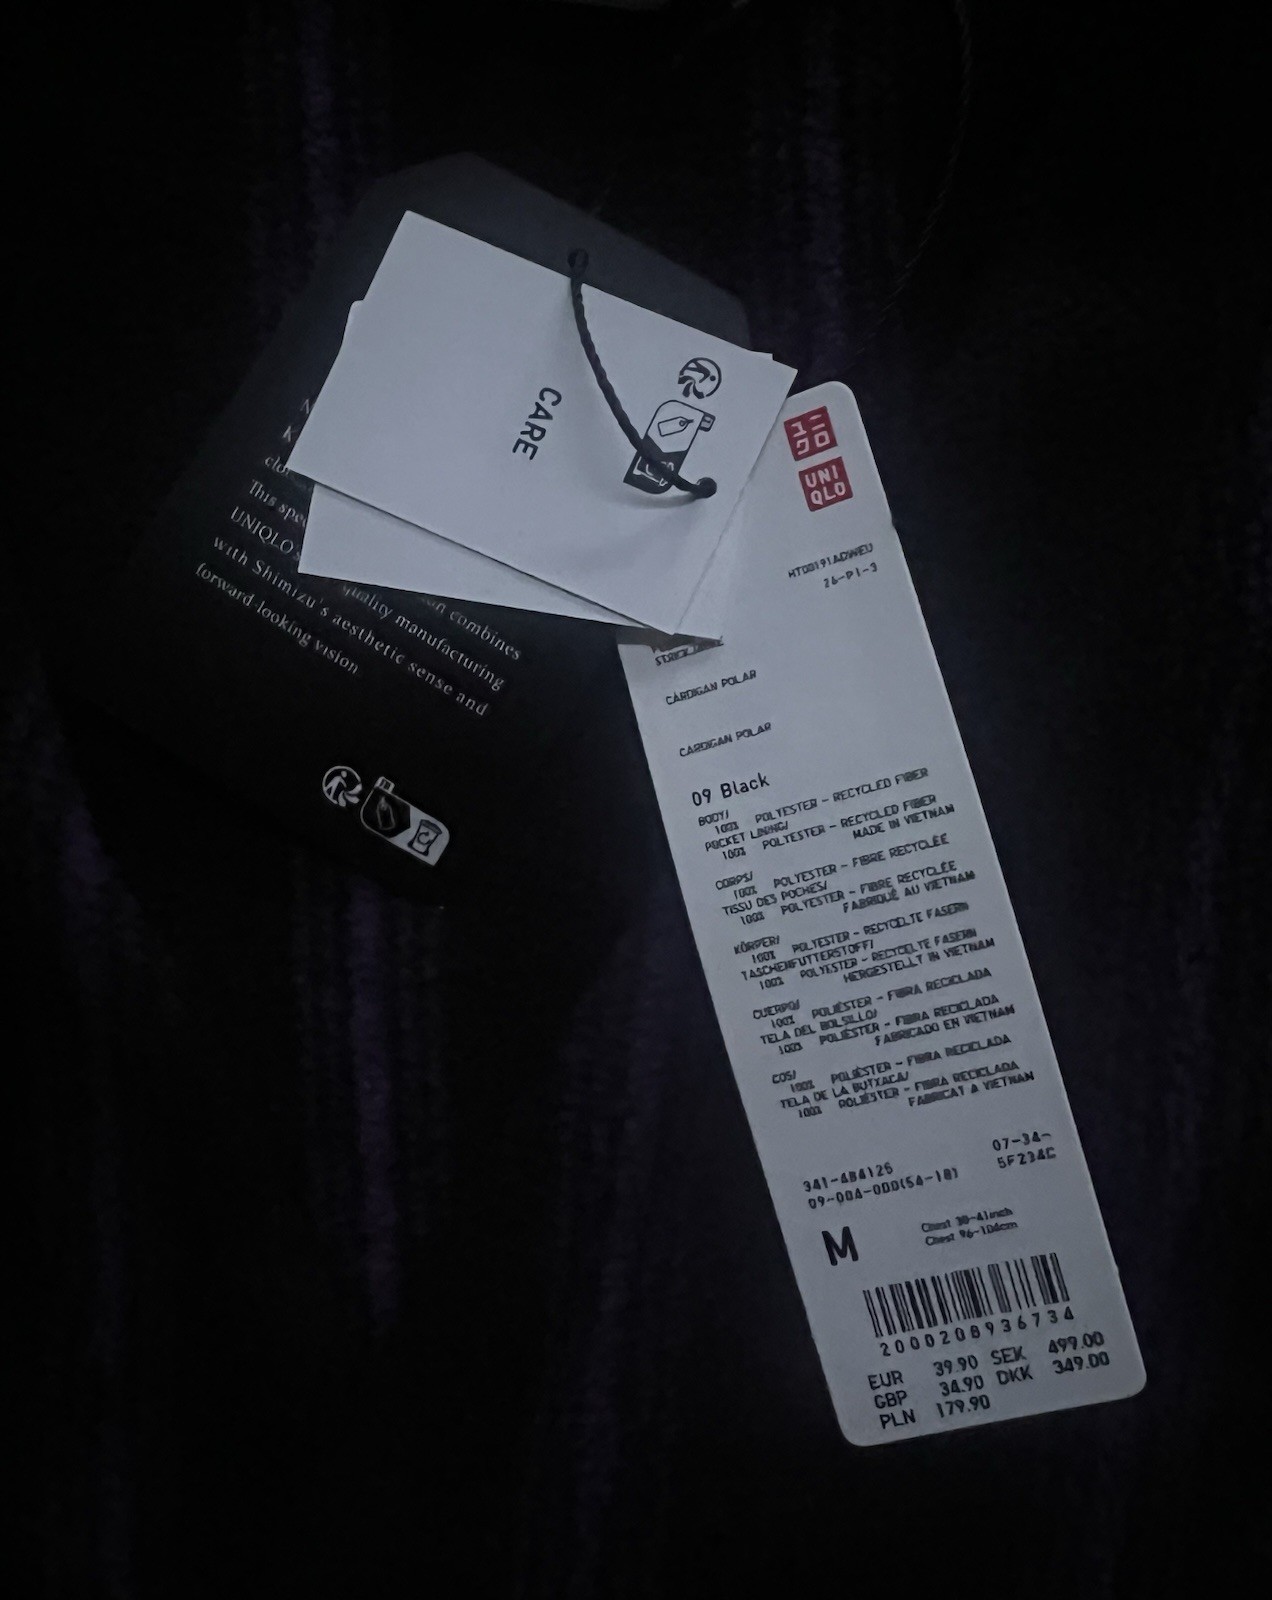 CARE
This spe
UNIQLO's
n combines
quality manufacturing
with Shimizu's aesthetic sense and
forward-looking vision
ユニ
クロ
UNI
QLO
26-P1-3
CARDIGAN POLAR
CARDIGAN POLAR
09 Black
BODY/
100% POLYESTER - RECYCLED FIBER
POCKET LINING/
100% POLYESTER - RECYCLED FIBER
MADE IN VIETNAM
CORPS/
100% POLYESTER - FIBRE RECYCLÉE
TISSU DES POCHES/
100% POLYESTER - FIBRE RECYCLÉE
FABRIQUÉ AU VIETNAM
KÖRPER/
100% POLYESTER - RECYCELTE FASERN
TASCHENFUTTERSTOFF/
100% POLYESTER - RECYCELTE FASERN
HERGESTELLT IN VIETNAM
CUERPO/
100% POLIÉSTER - FIBRA RECICLADA
TELA DEL BOLSILLO/
100% POLIÉSTER - FIBRA RECICLADA
FABRICADO EN VIETNAM
COS/
100% POLIÈSTER - FIBRA RECICLADA
TELA DE LA BUTXACA/
100% POLIÈSTER - FIBRA RECICLADA
FABRICAT A VIETNAM
07-34-
341-484125 5F234C
09-004-000(54-18)
M
Chest 38-41inch
Chest 96-104cm
2000208936734
EUR 39.90 SEK 499.00
GBP 34.90 DKK 349.00
PLN 179.90